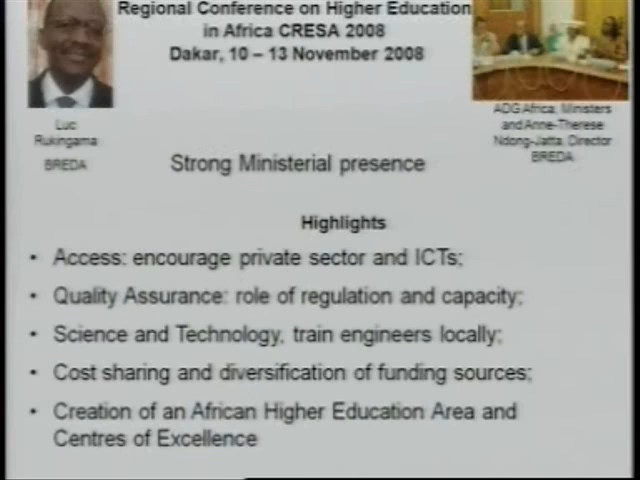 Regional Conference on Higher Education
in Africa CRESA 2008
Dakar, 10 – 13 November 2008
Luc
Rukingama
BREDA
ADG Africa, Ministers
and Anne-Therese
Ndong-Jatta, Director
BREDA
Strong Ministerial presence
Highlights
• Access: encourage private sector and ICTs;
• Quality Assurance: role of regulation and capacity;
• Science and Technology, train engineers locally;
• Cost sharing and diversification of funding sources;
• Creation of an African Higher Education Area and
Centres of Excellence